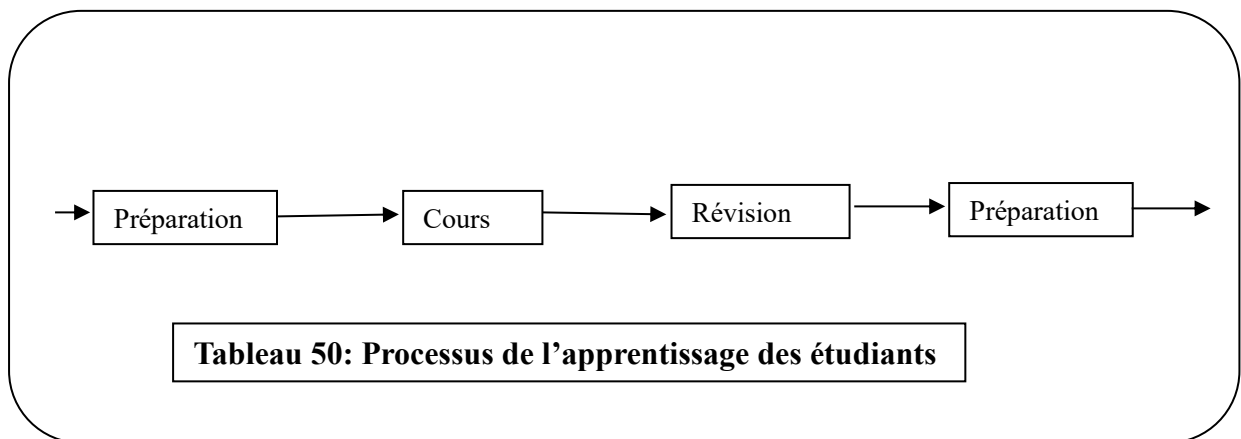 Préparation
Cours
Révision
Préparation
Tableau 50: Processus de l’apprentissage des étudiants